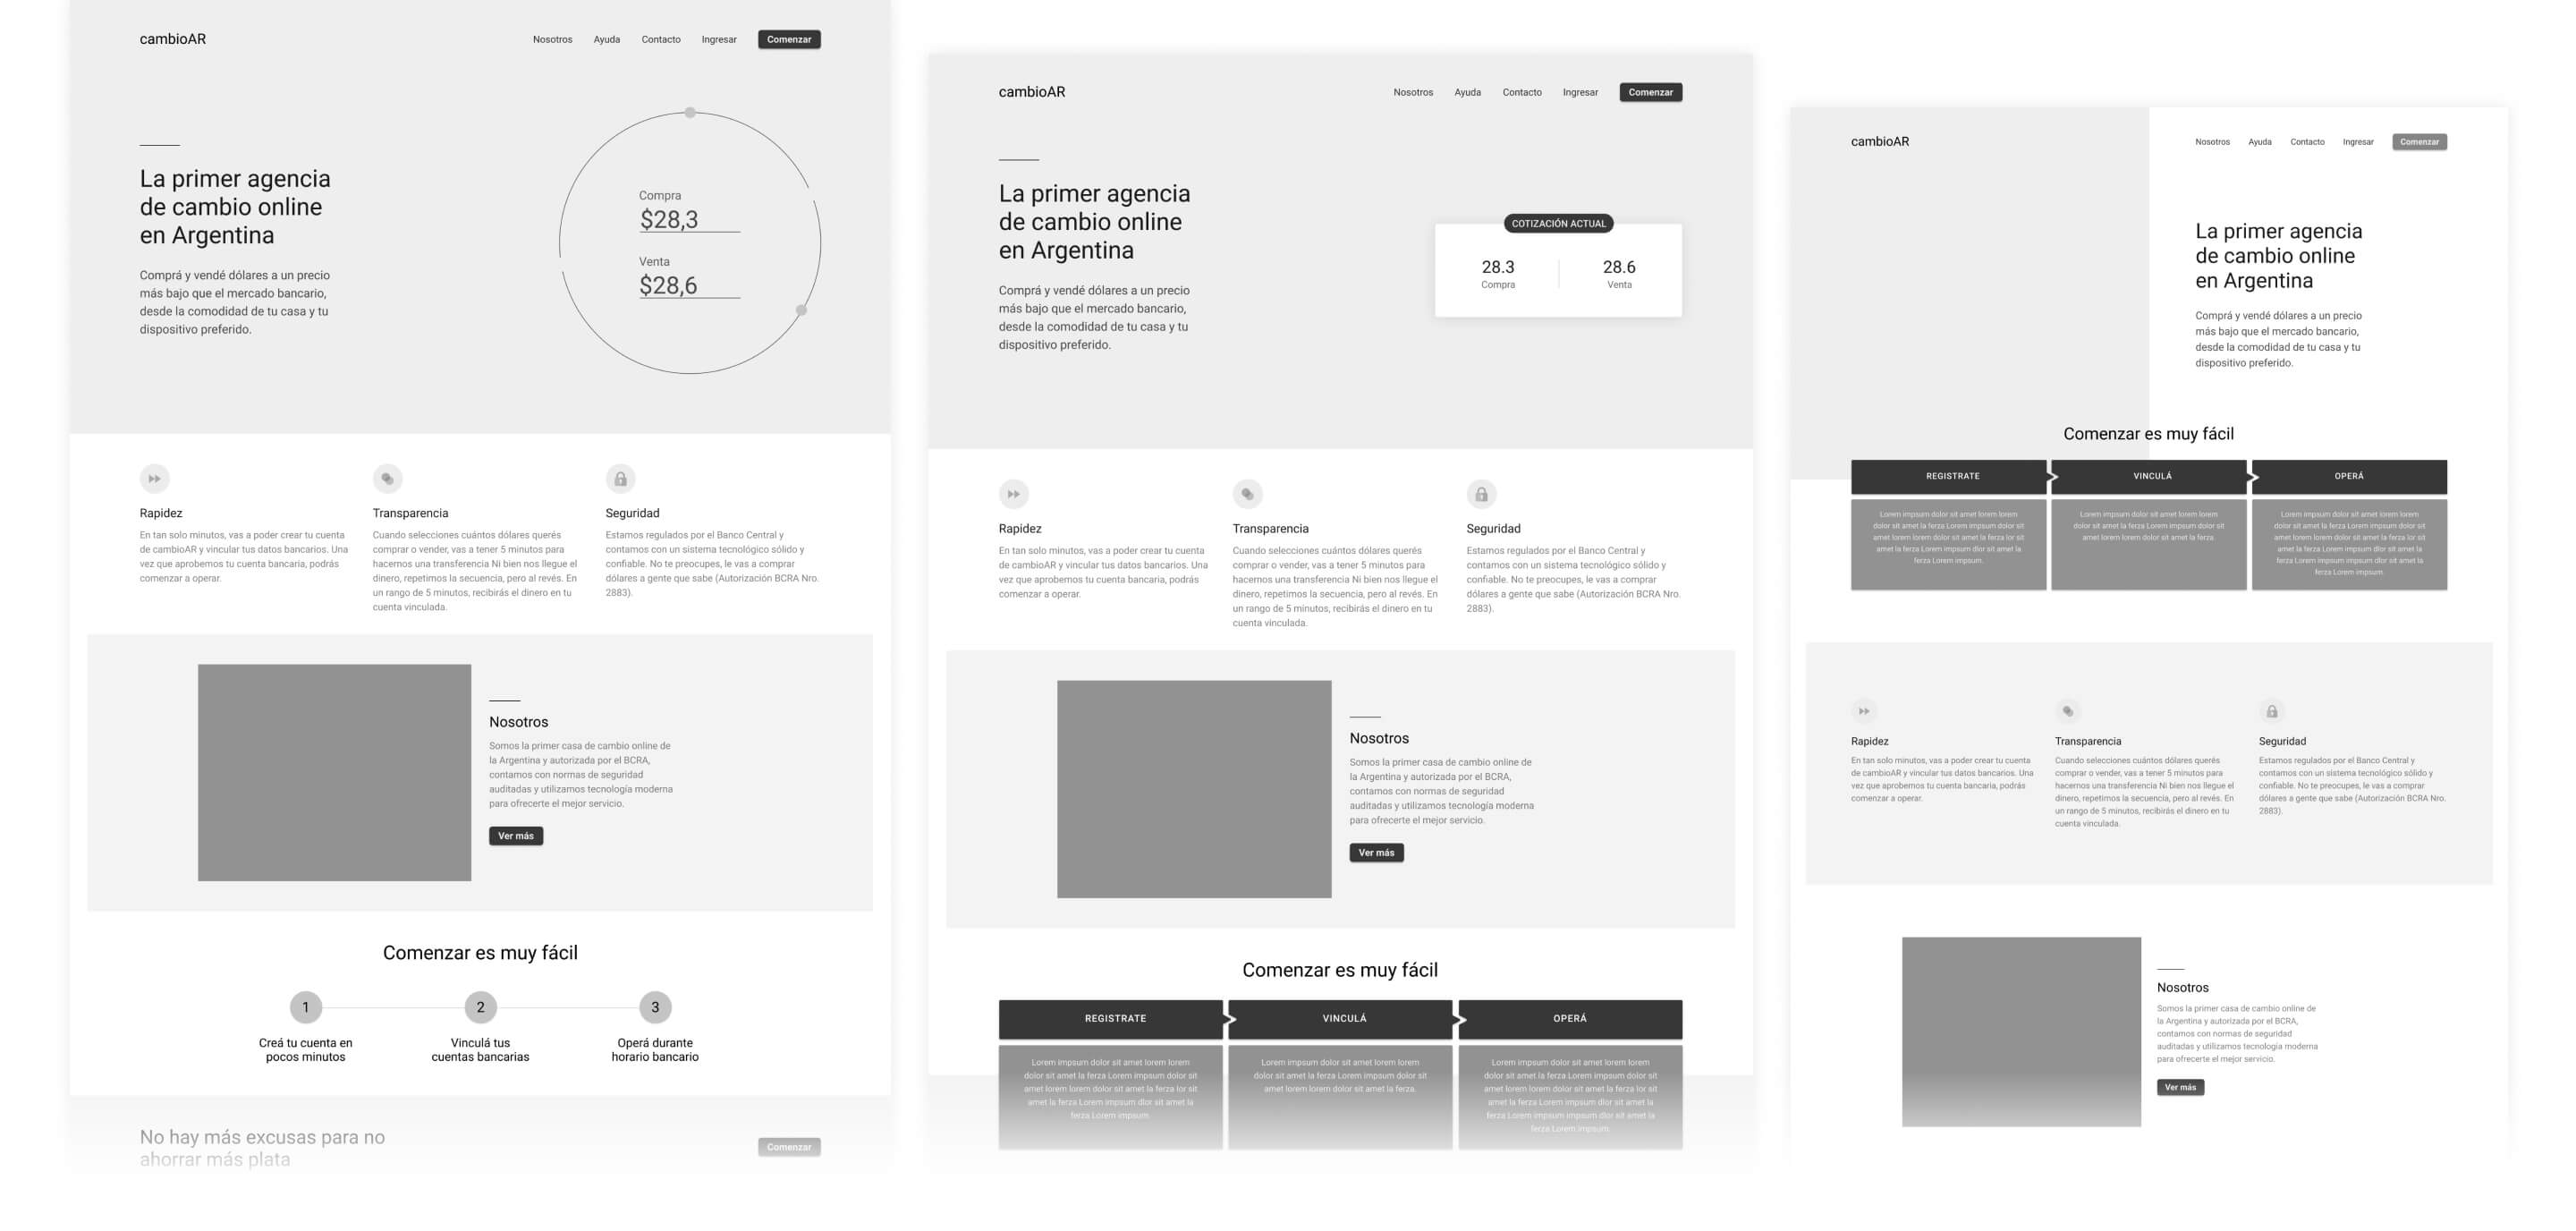 cambioAR
Nosotros
Ayuda
Contacto
Ingresar
Comenzar
La primer agencia
de cambio online
en Argentina
Comprá y vendé dólares a un precio
más bajo que el mercado bancario,
desde la comodidad de tu casa y tu
dispositivo preferido.
Compra
$28,3
Venta
$28,6
Rapidez
En tan solo minutos, vas a poder crear tu cuenta
de cambioAR y vincular tus datos bancarios. Una
vez que aprobemos tu cuenta bancaria, podrás
comenzar a operar.
Transparencia
Cuando selecciones cuántos dólares querés
comprar o vender, vas a tener 5 minutos para
hacernos una transferencia Ni bien nos llegue el
dinero, repetimos la secuencia, pero al revés. En
un rango de 5 minutos, recibirás el dinero en tu
cuenta vinculada.
Seguridad
Estamos regulados por el Banco Central y
contamos con un sistema tecnológico sólido y
confiable. No te preocupes, le vas a comprar
dólares a gente que sabe (Autorización BCRA Nro.
2883).
Nosotros
Somos la primer casa de cambio online de
la Argentina y autorizada por el BCRA,
contamos con normas de seguridad
auditadas y utilizamos tecnología moderna
para ofrecerte el mejor servicio.
Ver más
Comenzar es muy fácil
1
2
3
Creá tu cuenta en
pocos minutos
Vinculá tus
cuentas bancarias
Operá durante
horario bancario
No hay más excusas para no
ahorrar más plata
Comenzar
cambioAR
Nosotros
Ayuda
Contacto
Ingresar
Comenzar
La primer agencia
de cambio online
en Argentina
Comprá y vendé dólares a un precio
más bajo que el mercado bancario,
desde la comodidad de tu casa y tu
dispositivo preferido.
COTIZACIÓN ACTUAL
28.3
Compra
28.6
Venta
Rapidez
En tan solo minutos, vas a poder crear tu cuenta
de cambioAR y vincular tus datos bancarios. Una
vez que aprobemos tu cuenta bancaria, podrás
comenzar a operar.
Transparencia
Cuando selecciones cuántos dólares querés
comprar o vender, vas a tener 5 minutos para
hacernos una transferencia Ni bien nos llegue el
dinero, repetimos la secuencia, pero al revés. En
un rango de 5 minutos, recibirás el dinero en tu
cuenta vinculada.
Seguridad
Estamos regulados por el Banco Central y
contamos con un sistema tecnológico sólido y
confiable. No te preocupes, le vas a comprar
dólares a gente que sabe (Autorización BCRA Nro.
2883).
Nosotros
Somos la primer casa de cambio online de
la Argentina y autorizada por el BCRA,
contamos con normas de seguridad
auditadas y utilizamos tecnología moderna
para ofrecerte el mejor servicio.
Ver más
Comenzar es muy fácil
REGISTRATE
VINCULÁ
OPERÁ
Lorem impsum dolor sit amet lorem lorem
dolor sit amet la ferza Lorem impsum dolor sit
amet lorem lorem dolor sit amet la ferza lor sit
amet la ferza Lorem impsum dlor sit amet la
ferza Lorem impsum.
Lorem impsum dolor sit amet lorem lorem
dolor sit amet la ferza Lorem impsum dolor sit
amet lorem lorem dolor sit amet la ferza.
Lorem impsum dolor sit amet lorem lorem
dolor sit amet la ferza Lorem impsum dolor sit
amet lorem lorem dolor sit amet la ferza lor sit
amet la ferza Lorem impsum dlor sit amet la
ferza Lorem impsum impsum dlor sit amet la
ferza Lorem impsum.
cambioAR
Nosotros
Ayuda
Contacto
Ingresar
Comenzar
La primer agencia
de cambio online
en Argentina
Comprá y vendé dólares a un precio
más bajo que el mercado bancario,
desde la comodidad de tu casa y tu
dispositivo preferido.
Comenzar es muy fácil
REGISTRATE
VINCULÁ
OPERÁ
Lorem impsum dolor sit amet lorem lorem
dolor sit amet la ferza Lorem impsum dolor sit
amet lorem lorem dolor sit amet la ferza lor sit
amet la ferza Lorem impsum dlor sit amet la
ferza Lorem impsum.
Lorem impsum dolor sit amet lorem lorem
dolor sit amet la ferza Lorem impsum dolor sit
amet lorem lorem dolor sit amet la ferza.
Lorem impsum dolor sit amet lorem lorem
dolor sit amet la ferza Lorem impsum dolor sit
amet lorem lorem dolor sit amet la ferza lor sit
amet la ferza Lorem impsum dlor sit amet la
ferza Lorem impsum impsum dlor sit amet la
ferza Lorem impsum.
Rapidez
En tan solo minutos, vas a poder crear tu cuenta
de cambioAR y vincular tus datos bancarios. Una
vez que aprobemos tu cuenta bancaria, podrás
comenzar a operar.
Transparencia
Cuando selecciones cuántos dólares querés
comprar o vender, vas a tener 5 minutos para
hacernos una transferencia Ni bien nos llegue el
dinero, repetimos la secuencia, pero al revés. En
un rango de 5 minutos, recibirás el dinero en tu
cuenta vinculada.
Seguridad
Estamos regulados por el Banco Central y
contamos con un sistema tecnológico sólido y
confiable. No te preocupes, le vas a comprar
dólares a gente que sabe (Autorización BCRA Nro.
2883).
Nosotros
Somos la primer casa de cambio online de
la Argentina y autorizada por el BCRA,
contamos con normas de seguridad
auditadas y utilizamos tecnología moderna
para ofrecerte el mejor servicio.
Ver más